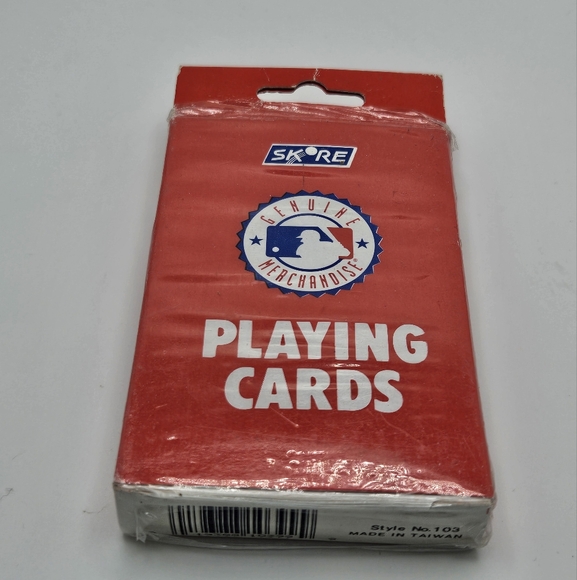 SKORE
GENUINE
MERCHANDISE®
PLAYING
CARDS
Style No. 103
MADE IN TAIWAN